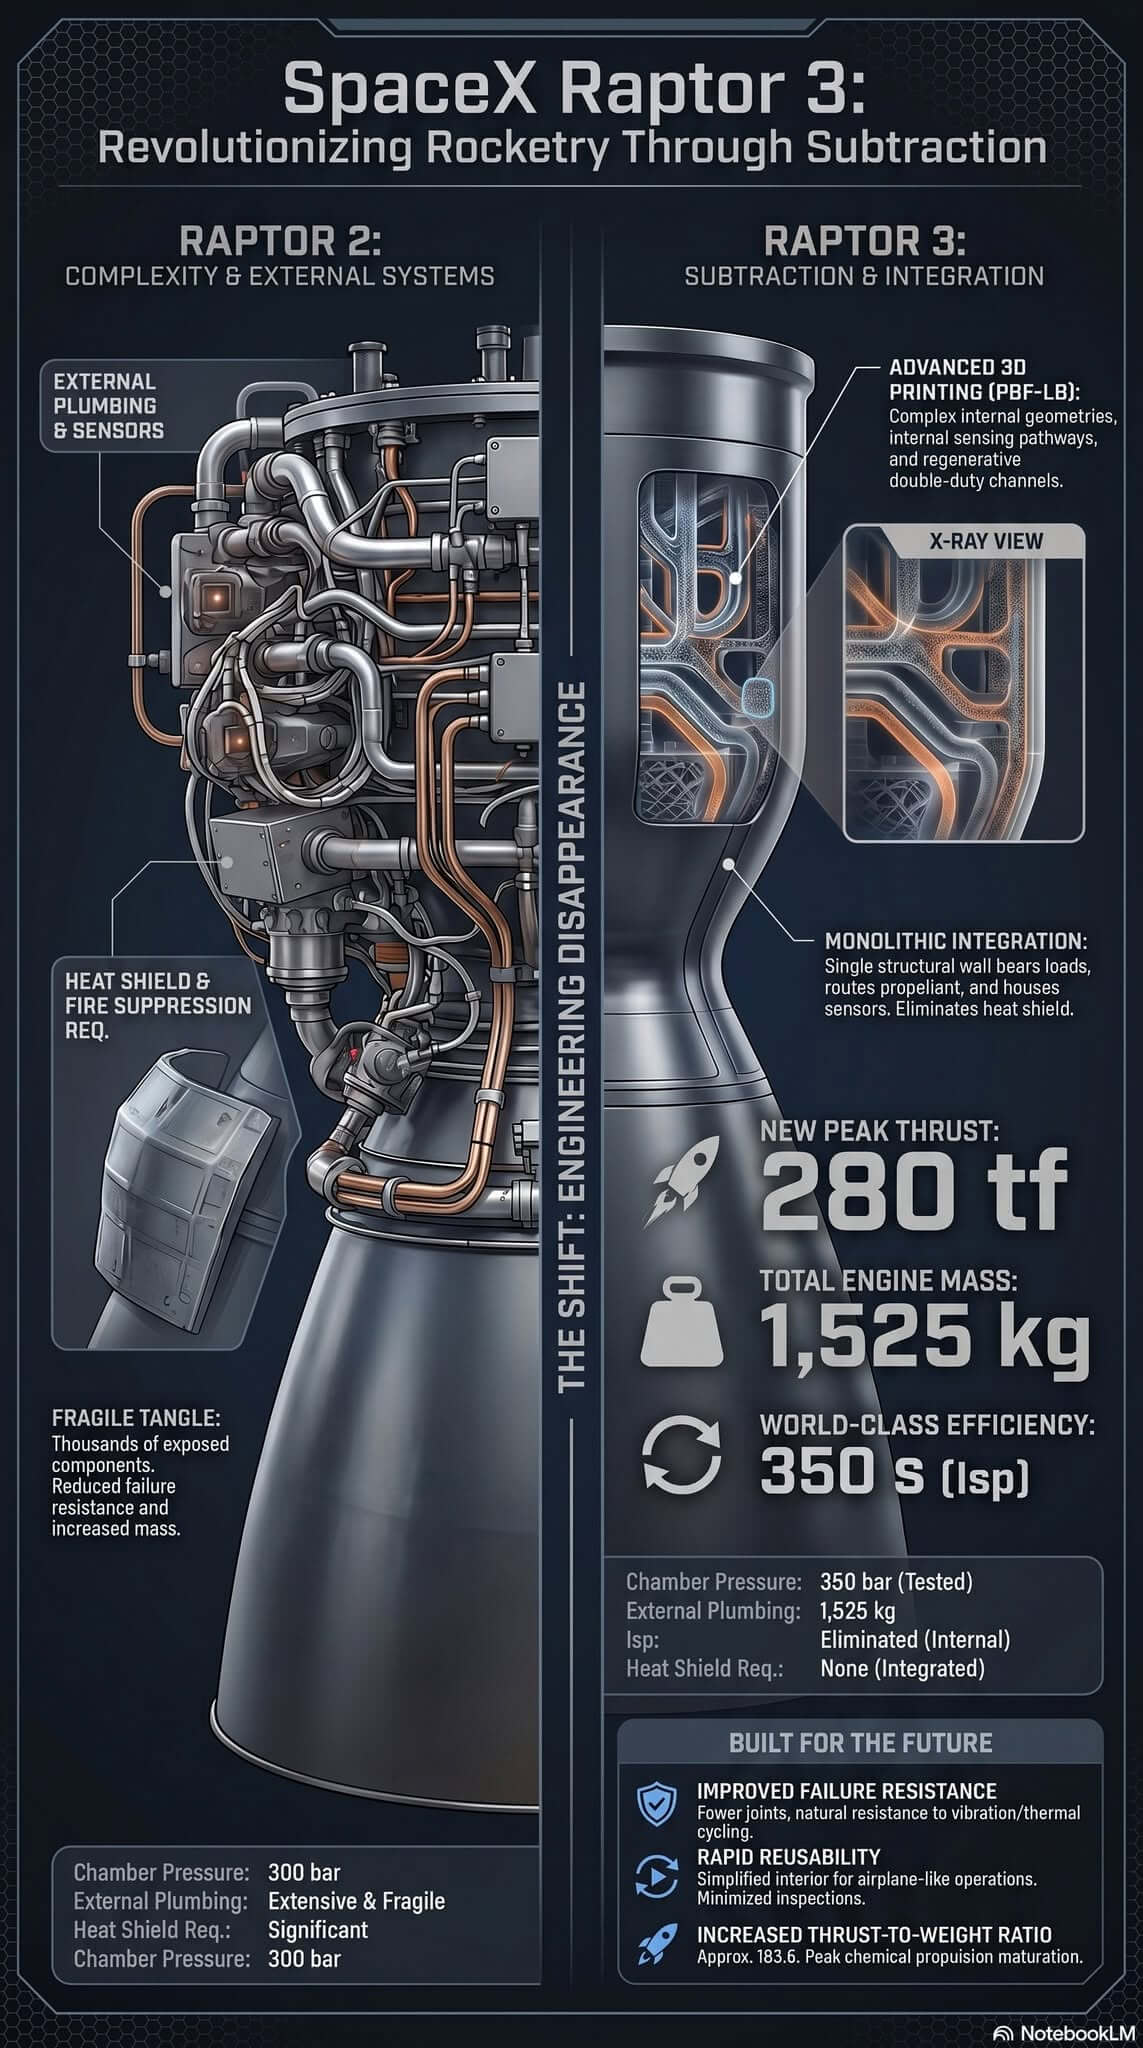 SpaceX Raptor 3:
Revolutionizing Rocketry Through Subtraction
RAPTOR 2:
COMPLEXITY & EXTERNAL SYSTEMS
EXTERNAL
PLUMBING
& SENSORS
HEAT SHIELD &
FIRE SUPPRESSION
REQ.
FRAGILE TANGLE:
Thousands of exposed
components.
Reduced failure
resistance and
increased mass.
Chamber Pressure: 300 bar
External Plumbing: Extensive & Fragile
Heat Shield Req.: Significant
Chamber Pressure: 300 bar
THE SHIFT: ENGINEERING DISAPPEARANCE
RAPTOR 3:
SUBTRACTION & INTEGRATION
ADVANCED 3D
PRINTING (PBF-LB):
Complex internal geometries,
internal sensing pathways,
and regenerative
double-duty channels.
X-RAY VIEW
MONOLITHIC INTEGRATION:
Single structural wall bears loads,
routes propeliant, and houses
sensors. Eliminates heat shield.
NEW PEAK THRUST:
280 tf
TOTAL ENGINE MASS:
1,525 kg
WORLD-CLASS EFFICIENCY:
350 s (Isp)
Chamber Pressure: 350 bar (Tested)
External Plumbing: 1,525 kg
Isp: Eliminated (Internal)
Heat Shield Req.: None (Integrated)
BUILT FOR THE FUTURE
IMPROVED FAILURE RESISTANCE
Fower joints, natural resistance to vibration/thermal
cycling.
RAPID REUSABILITY
Simplified interior for airplane-like operations.
Minimized inspections.
INCREASED THRUST-TO-WEIGHT RATIO
Approx. 183.6. Peak chemical propuision maturation.
NotebookLM